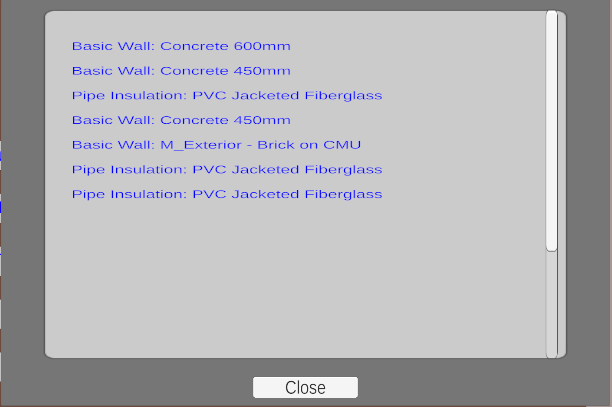 Basic Wall: Concrete 600mm
Basic Wall: Concrete 450mm
Pipe Insulation: PVC Jacketed Fiberglass
Basic Wall: Concrete 450mm
Basic Wall: M_Exterior - Brick on CMU
Pipe Insulation: PVC Jacketed Fiberglass
Pipe Insulation: PVC Jacketed Fiberglass
Close